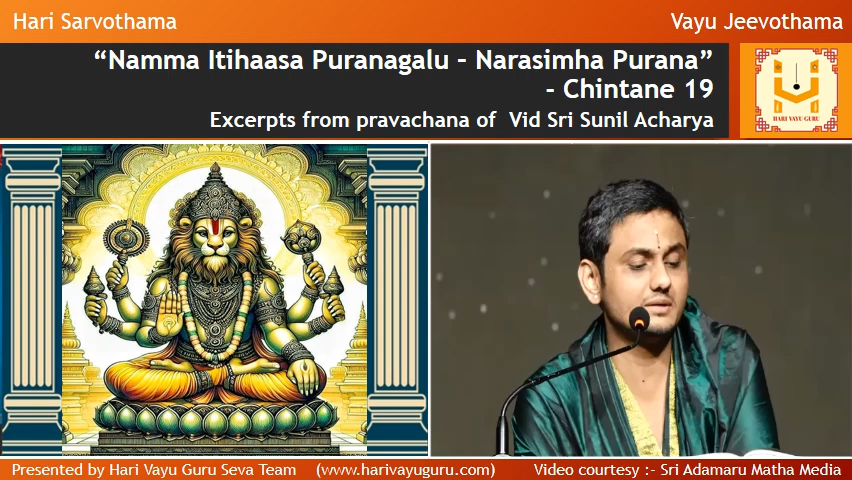 Hari Sarvothama
Vayu Jeevothama
“Namma Itihaasa Puranagalu – Narasimha Purana”
– Chintane 19
Excerpts from pravachana of Vid Sri Sunil Acharya
HARI VAYU GURU
Presented by Hari Vayu Guru Seva Team (www.harivayuguru.com)
Video courtesy :- Sri Adamaru Matha Media